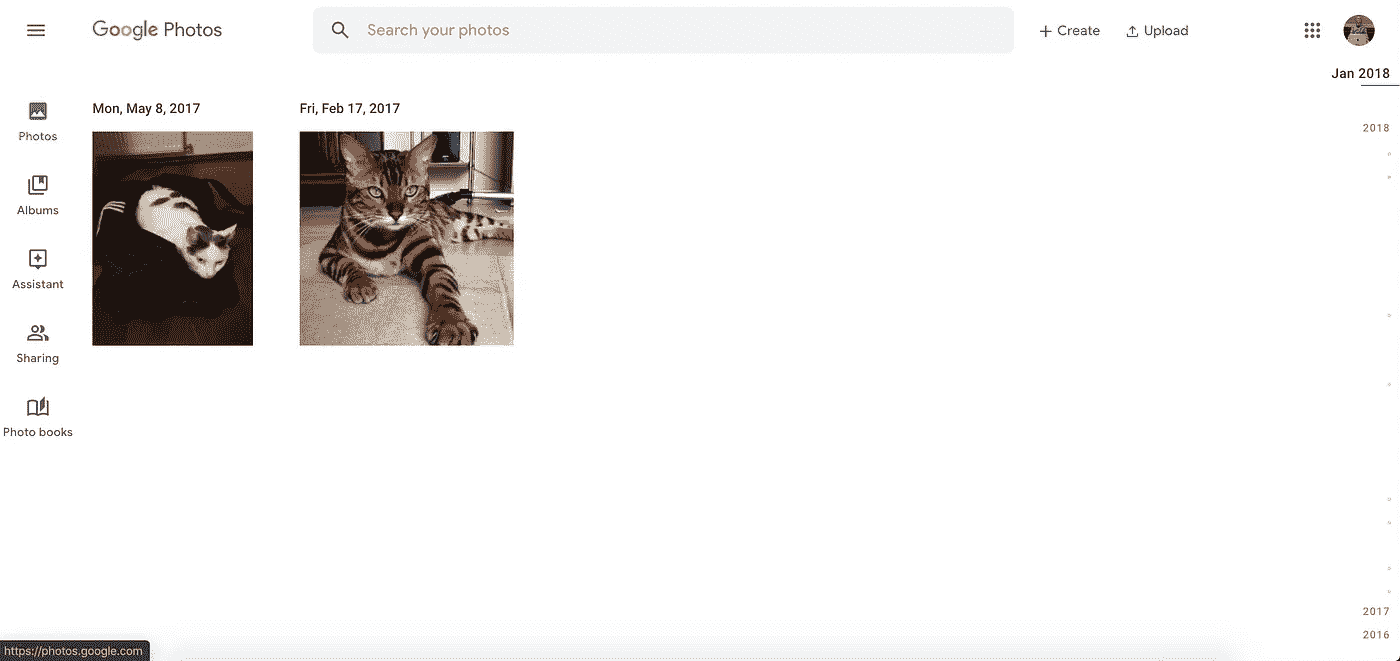 Google Photos
Search your photos
Create
Upload
Jan 2018
2018
Photos
Mon, May 8, 2017
Fri, Feb 17, 2017
Albums
Assistant
Sharing
Photo books
2017
2016
https://photos.google.com